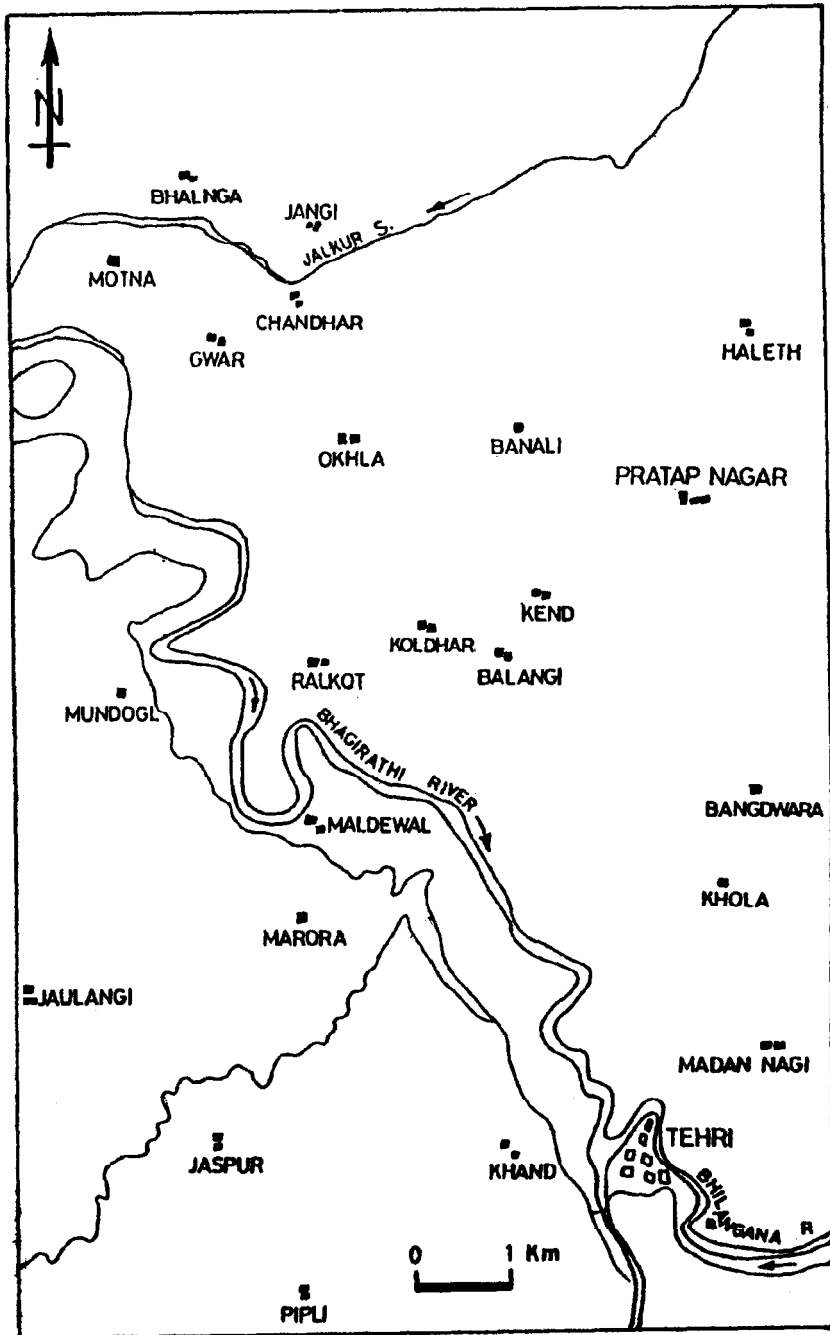 N
BHALNGA
JANGI
JALKUR S.
MOTNA
CHANDHAR
GWAR
HALETH
OKHLA
BANALI
PRATAP NAGAR
KEND
KOLDHAR
BALANGI
RALKOT
MUNDOGL
BHAGIRATHI RIVER
BANGDWARA
MALDEWAL
KHOLA
MARORA
JAULANGI
MADAN NAGI
TEHRI
JASPUR
KHAND
BHILANGANA R
0 1 Km
PIPLI